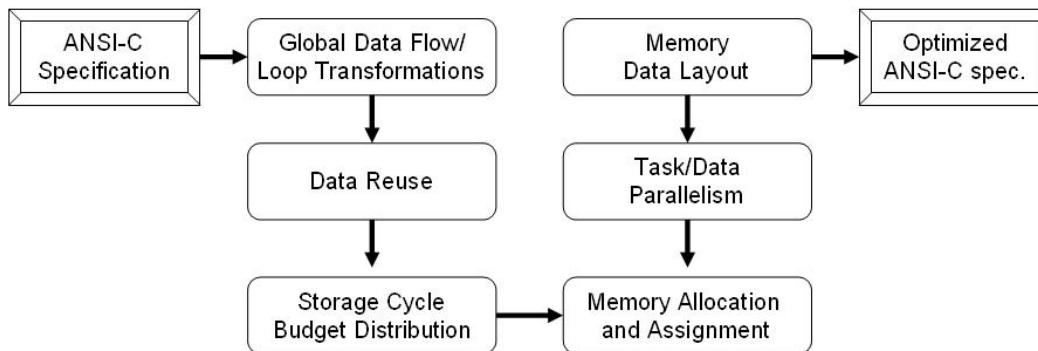 ANSI-C
Specification
Global Data Flow/
Loop Transformations
Memory
Data Layout
Optimized
ANSI-C spec.
Data Reuse
Task/Data
Parallelism
Storage Cycle
Budget Distribution
Memory Allocation
and Assignment